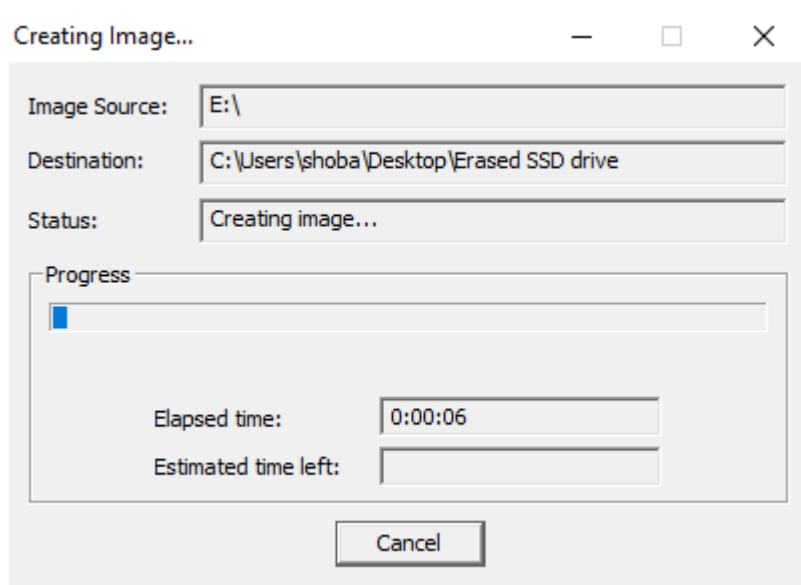 Creating Image...
Image Source: E:\
Destination: C:\Users\shoba\Desktop\Erased SSD drive
Status: Creating image...
Progress
Elapsed time: 0:00:06
Estimated time left:
Cancel